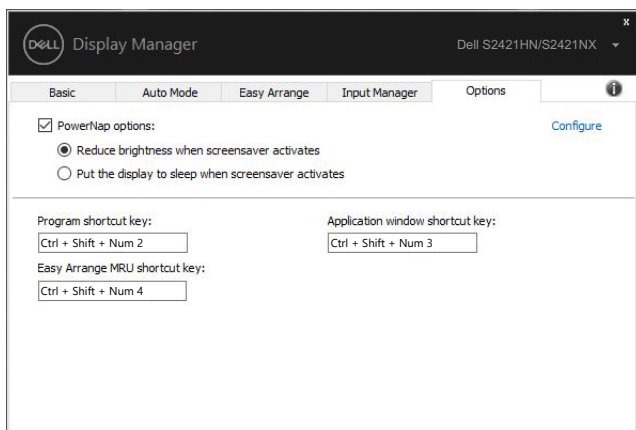 x
DELL Display Manager Dell S2421HN/S2421NX
Basic Auto Mode Easy Arrange Input Manager Options
PowerNap options: Configure
Reduce brightness when screensaver activates
Put the display to sleep when screensaver activates
Program shortcut key: Application window shortcut key:
Ctrl + Shift + Num 2 Ctrl + Shift + Num 3
Easy Arrange MRU shortcut key:
Ctrl + Shift + Num 4